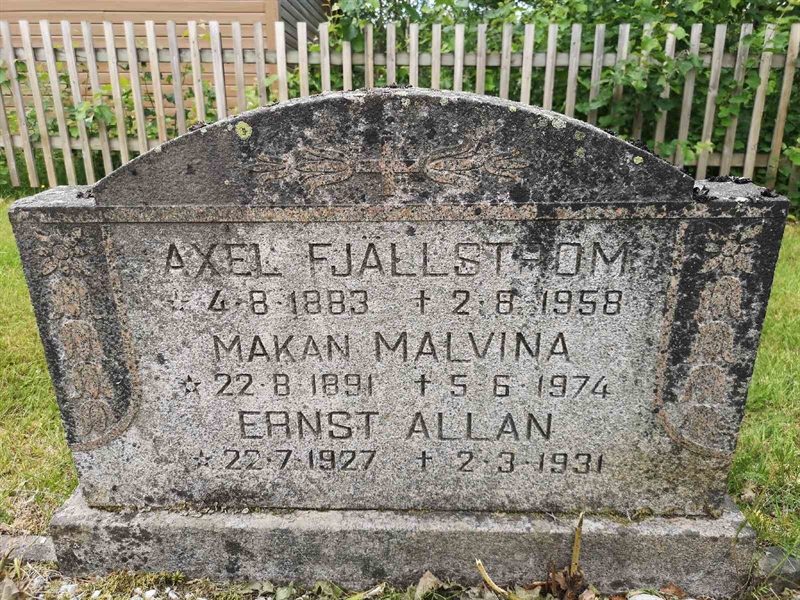 AXEL FJÄLLSTRÖM
☆ 4·8·1883 † 2·8·1958
MAKAN MALVINA
☆ 22·8·1891 † 5·6·1974
ERNST ALLAN
☆ 22·7·1927 † 2·3·1931